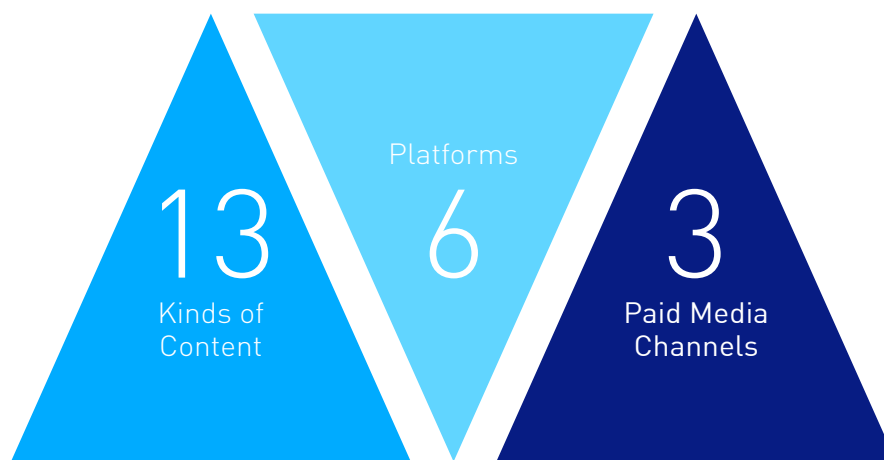 13
Kinds of
Content
Platforms
6
3
Paid Media
Channels